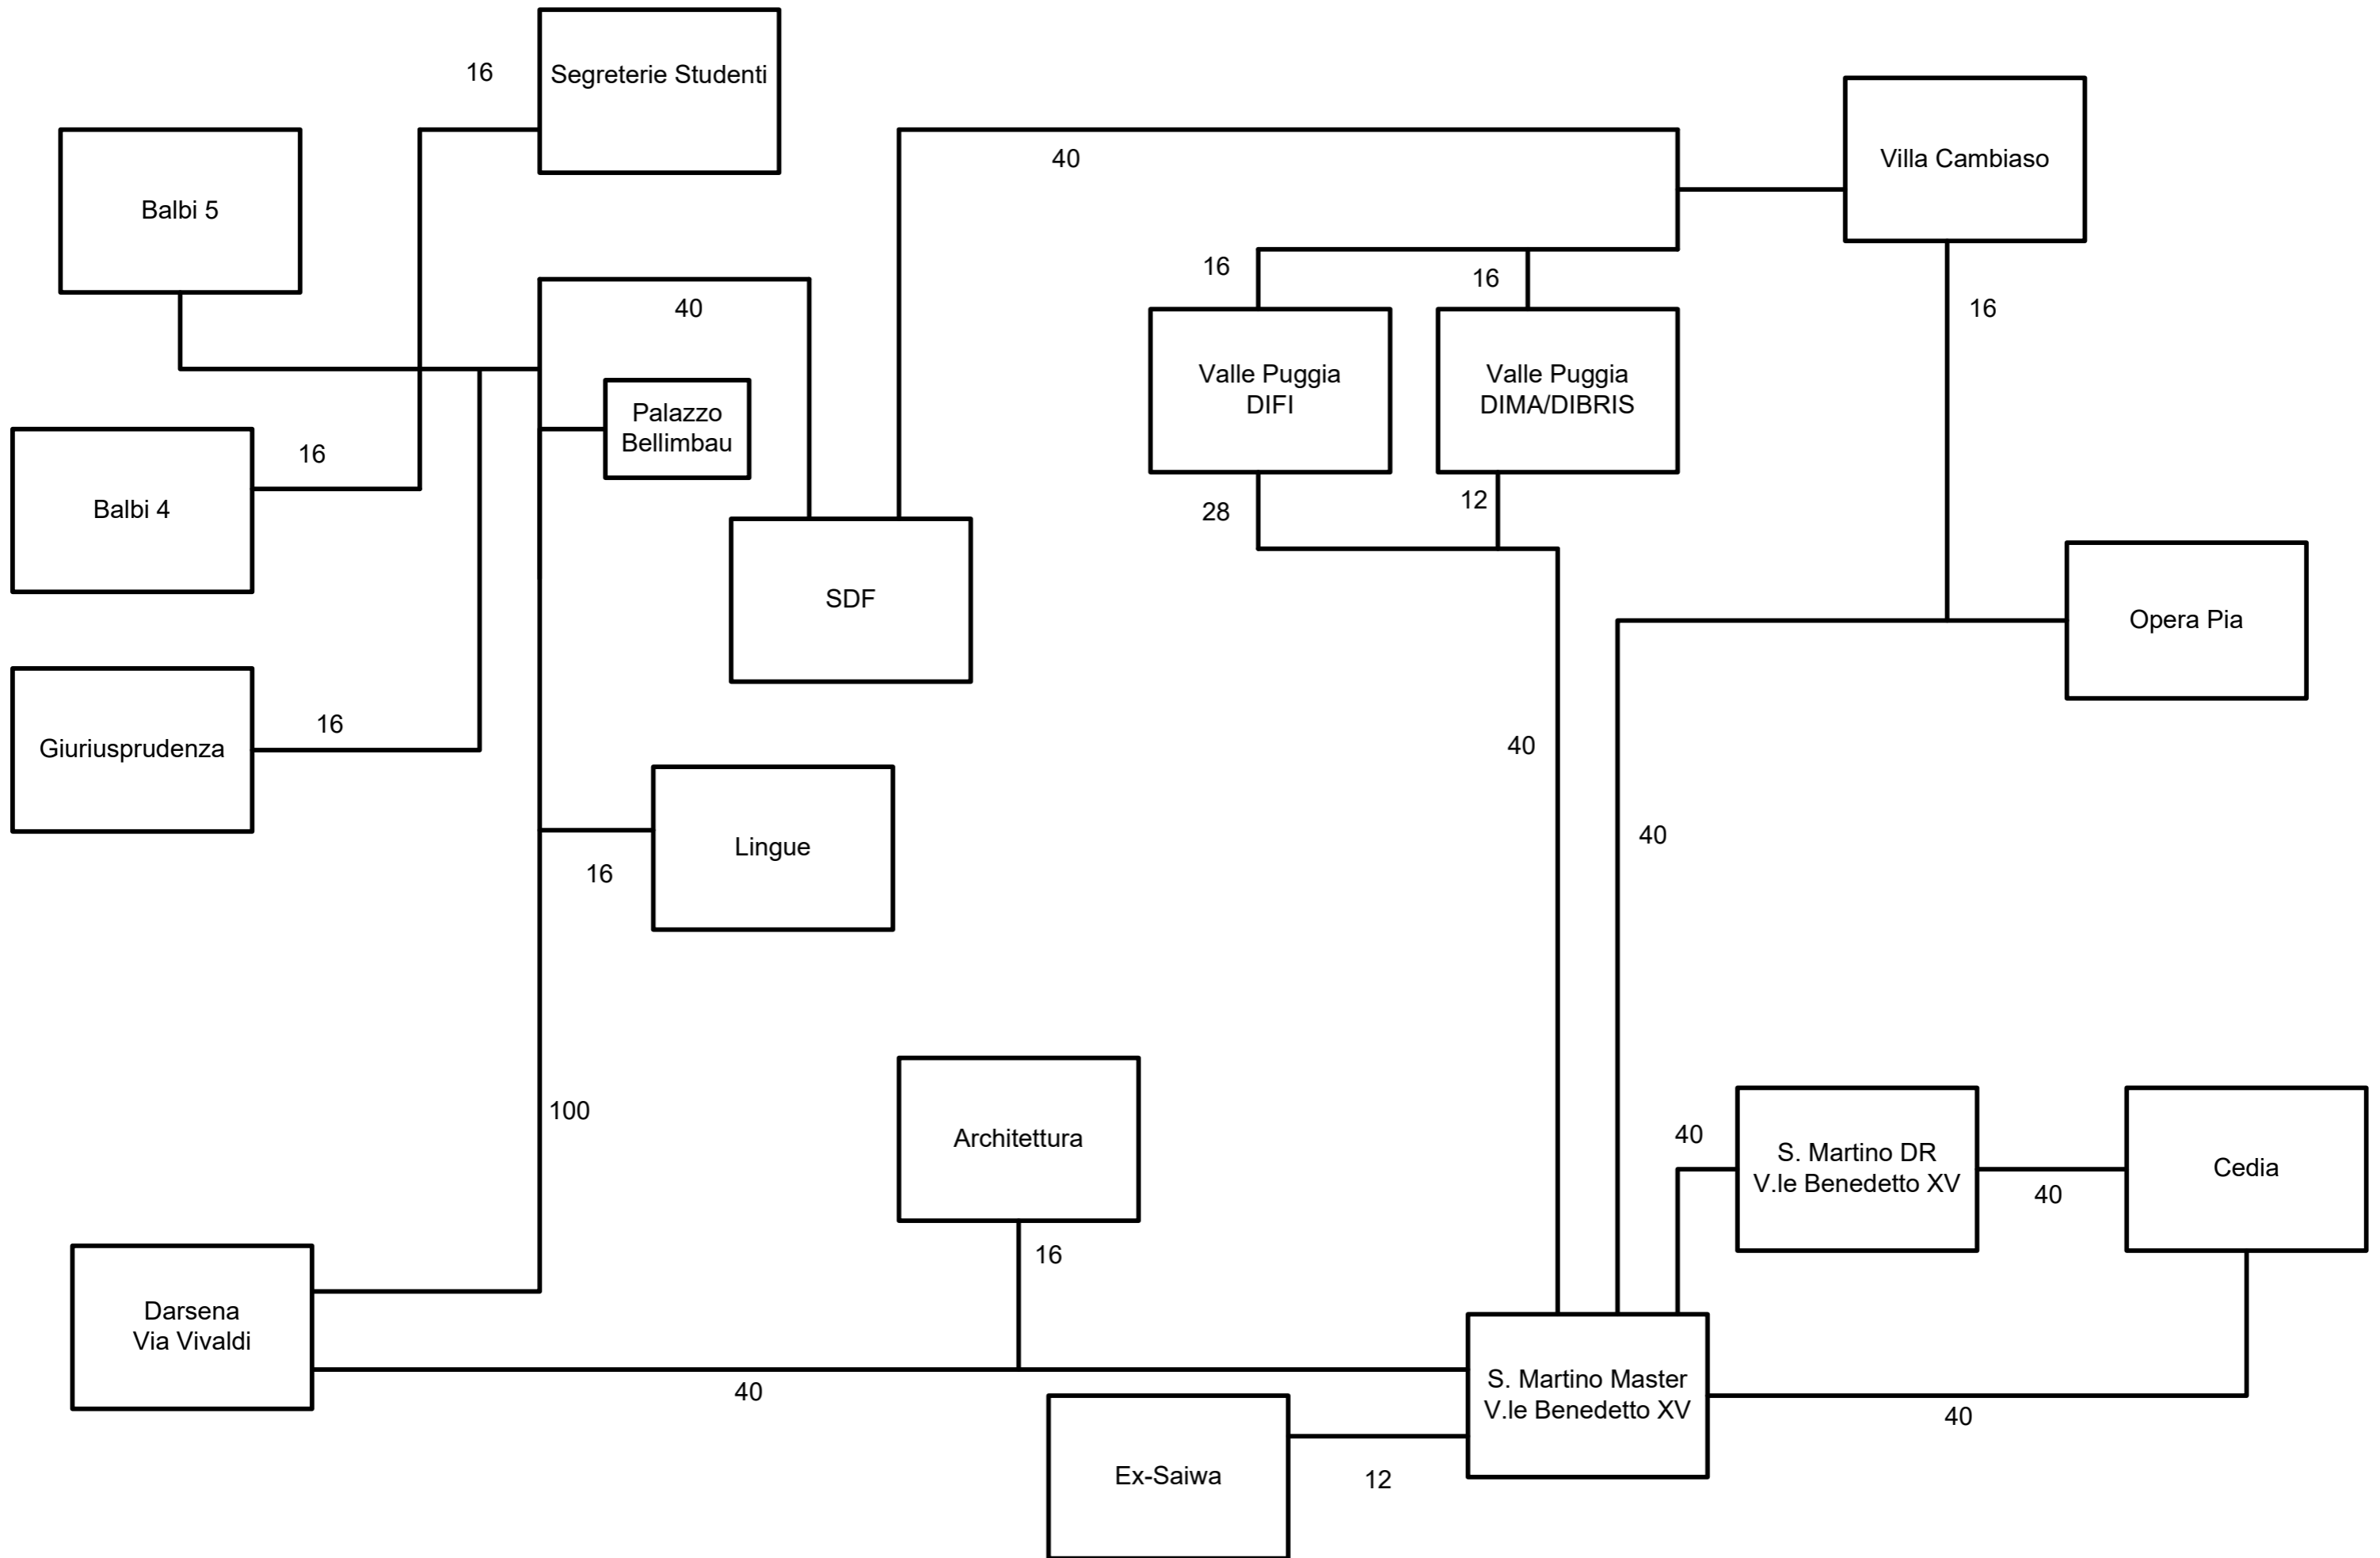 16
Segreterie Studenti
Villa Cambiaso
40
Balbi 5
16
16
16
40
Valle Puggia
DIFI
Valle Puggia
DIMA/DIBRIS
Palazzo
Bellimbau
16
Balbi 4
28
12
SDF
Opera Pia
16
Giuriusprudenza
40
40
Lingue
16
100
Architettura
40
S. Martino DR
V.le Benedetto XV
Cedia
40
16
Darsena
Via Vivaldi
40
S. Martino Master
V.le Benedetto XV
40
Ex-Saiwa
12